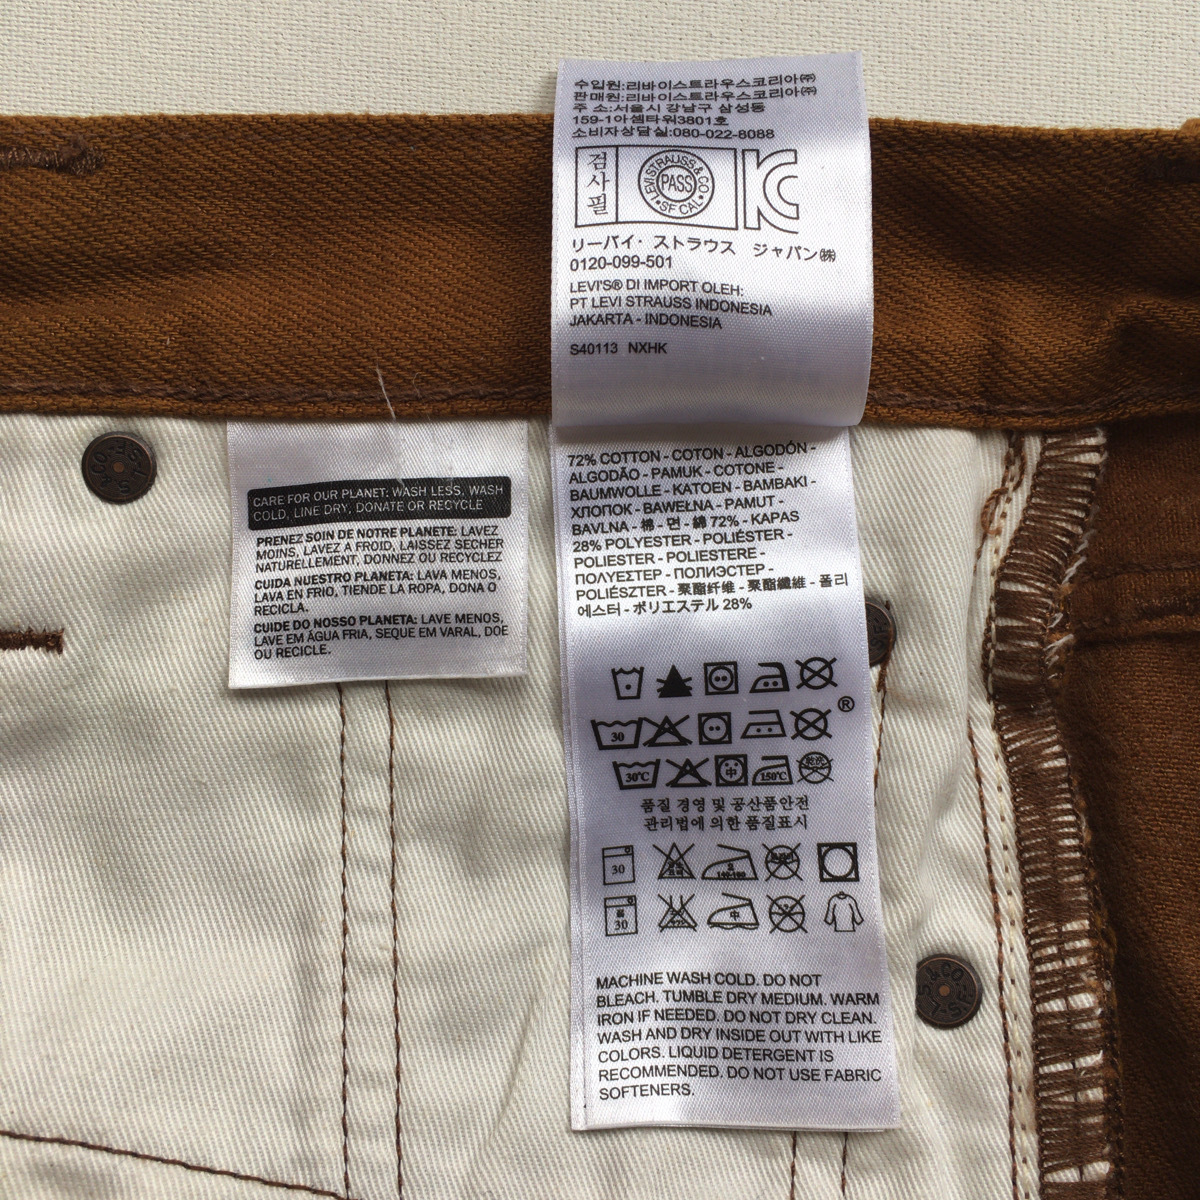 수입원:리바이스트라우스코리아㈜
판매원:리바이스트라우스코리아㈜
주 소:서울시 강남구 삼성동
159-1아셈타워3801호
소비자상담실:080-022-8088
검사필
LEVI STRAUSS & CO
PASS
SF CAL
リーバイ・ストラウス ジャパン㈱
0120-099-501
LEVI'S® DI IMPORT OLEH:
PT LEVI STRAUSS INDONESIA
JAKARTA - INDONESIA
S40113 NXHK
CARE FOR OUR PLANET: WASH LESS, WASH
COLD, LINE DRY, DONATE OR RECYCLE
PRENEZ SOIN DE NOTRE PLANETE: LAVEZ
MOINS, LAVEZ A FROID, LAISSEZ SECHER
NATURELLEMENT, DONNEZ OU RECYCLEZ
CUIDA NUESTRO PLANETA: LAVA MENOS,
LAVA EN FRIO, TIENDE LA ROPA, DONA O
RECICLA.
CUIDE DO NOSSO PLANETA: LAVE MENOS,
LAVE EM ÁGUA FRIA, SEQUE EM VARAL, DOE
OU RECICLE.
72% COTTON - COTON - ALGODÓN -
ALGODÃO - PAMUK - COTONE -
BAUMWOLLE - KATOEN - BAMBAKI -
ХЛОПОК - BAWEŁNA - PAMUT -
BAVLNA - 棉 - 면 - 綿 72% - KAPAS
28% POLYESTER - POLIÉSTER -
POLIESTER - POLIESTERE -
ΠΟΛΥΕΣΤΕΡ - ПОЛИЭСТЕР -
POLIÉSZTER - 聚酯纤维 - 聚酯纖維 - 폴리
에스터 - ポリエステル 28%
®
30
30℃ 中 150℃
품질 경영 및 공산품안전
관리법에 의한 품질표시
30
30 中
MACHINE WASH COLD. DO NOT
BLEACH. TUMBLE DRY MEDIUM. WARM
IRON IF NEEDED. DO NOT DRY CLEAN.
WASH AND DRY INSIDE OUT WITH LIKE
COLORS. LIQUID DETERGENT IS
RECOMMENDED. DO NOT USE FABRIC
SOFTENERS.